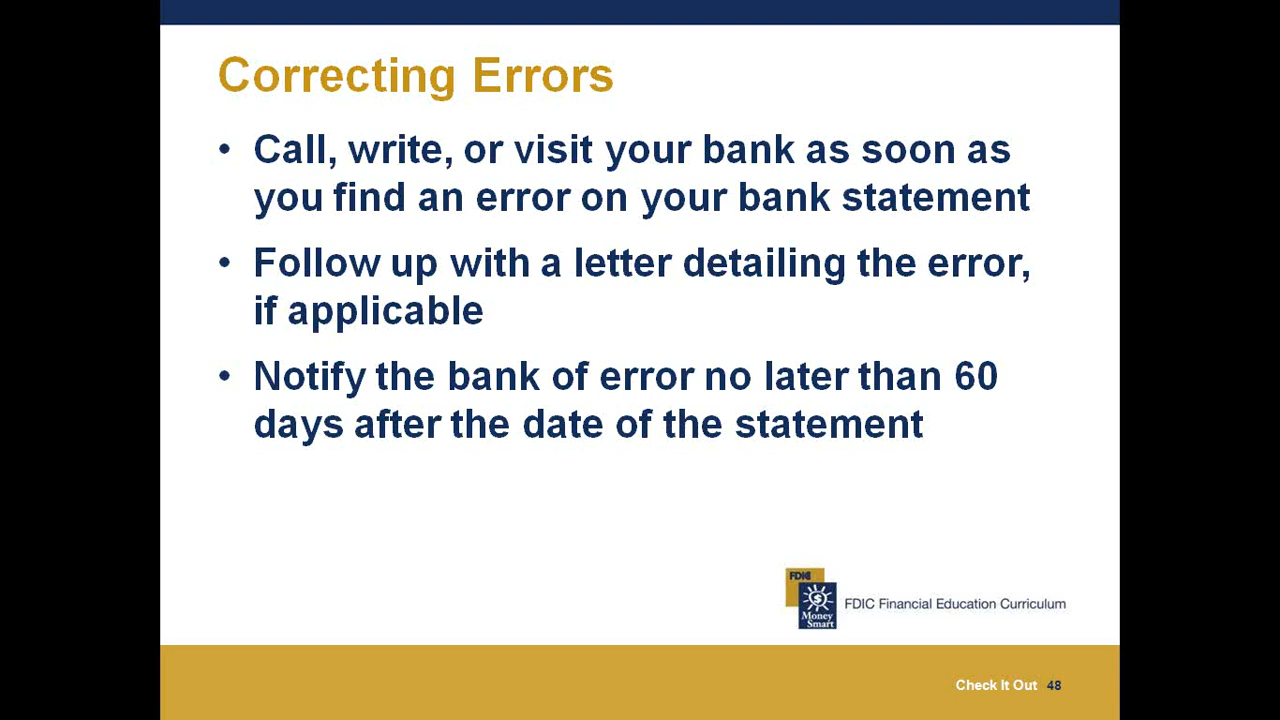 Correcting Errors
• Call, write, or visit your bank as soon as
you find an error on your bank statement
• Follow up with a letter detailing the error,
if applicable
• Notify the bank of error no later than 60
days after the date of the statement
FDIC
$
Money
Smart
FDIC Financial Education Curriculum
Check It Out 48